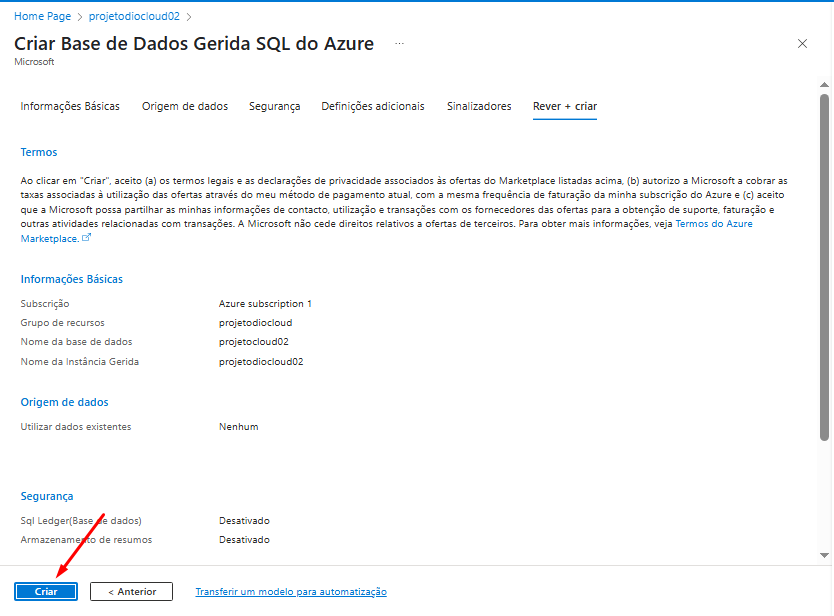 Home Page > projetodiocloud02 >
Criar Base de Dados Gerida SQL do Azure ...
Microsoft
Informações Básicas Origem de dados Segurança Definições adicionais Sinalizadores Rever + criar
Termos
Ao clicar em "Criar", aceito (a) os termos legais e as declarações de privacidade associados às ofertas do Marketplace listadas acima, (b) autorizo a Microsoft a cobrar as
taxas associadas à utilização das ofertas através do meu método de pagamento atual, com a mesma frequência de faturação da minha subscrição do Azure e (c) aceito
que a Microsoft possa partilhar as minhas informações de contacto, utilização e transações com os fornecedores das ofertas para a obtenção de suporte, faturação e
outras atividades relacionadas com transações. A Microsoft não cede direitos relativos a ofertas de terceiros. Para obter mais informações, veja Termos do Azure
Marketplace.
Informações Básicas
Subscrição Azure subscription 1
Grupo de recursos projetodiocloud
Nome da base de dados projetocloud02
Nome da Instância Gerida projetodiocloud02
Origem de dados
Utilizar dados existentes Nenhum
Segurança
Sql Ledger(Base de dados) Desativado
Armazenamento de resumos Desativado
Criar < Anterior Transferir um modelo para automatização